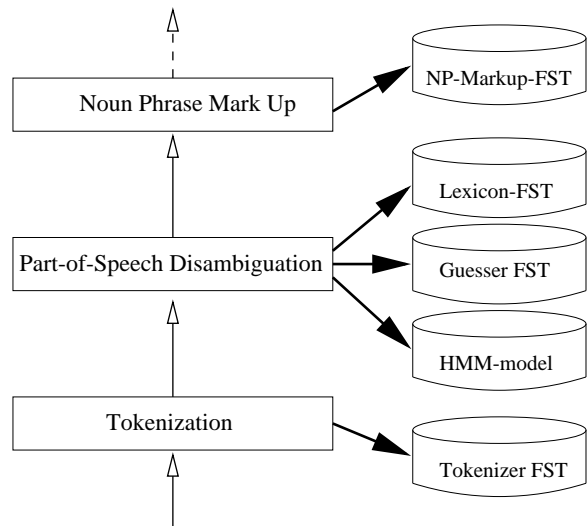 NP-Markup-FST
Noun Phrase Mark Up
Lexicon-FST
Part-of-Speech Disambiguation
Guesser FST
HMM-model
Tokenization
Tokenizer FST